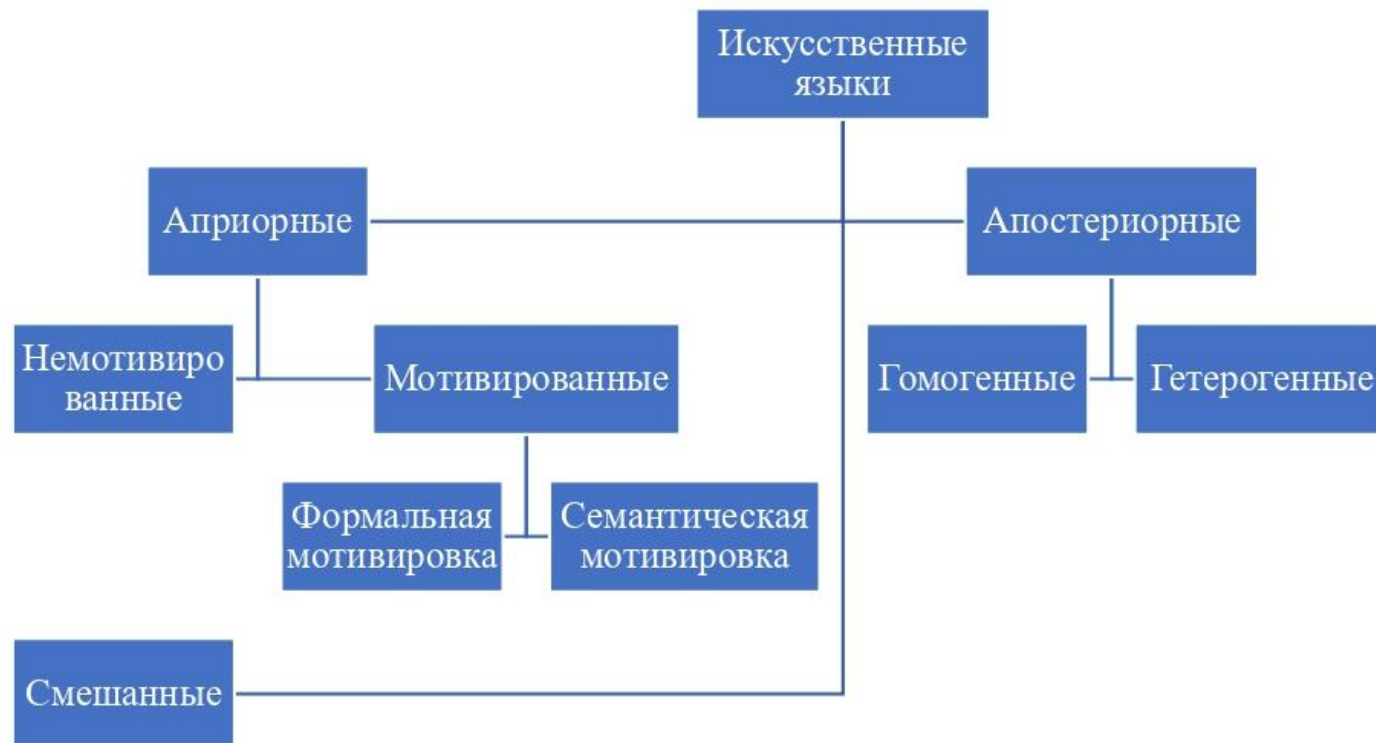 Искусственные
языки
Априорные
Апостериорные
Немотивиро
ванные
Мотивированные
Гомогенные
Гетерогенные
Формальная
мотивировка
Семантическая
мотивировка
Смешанные